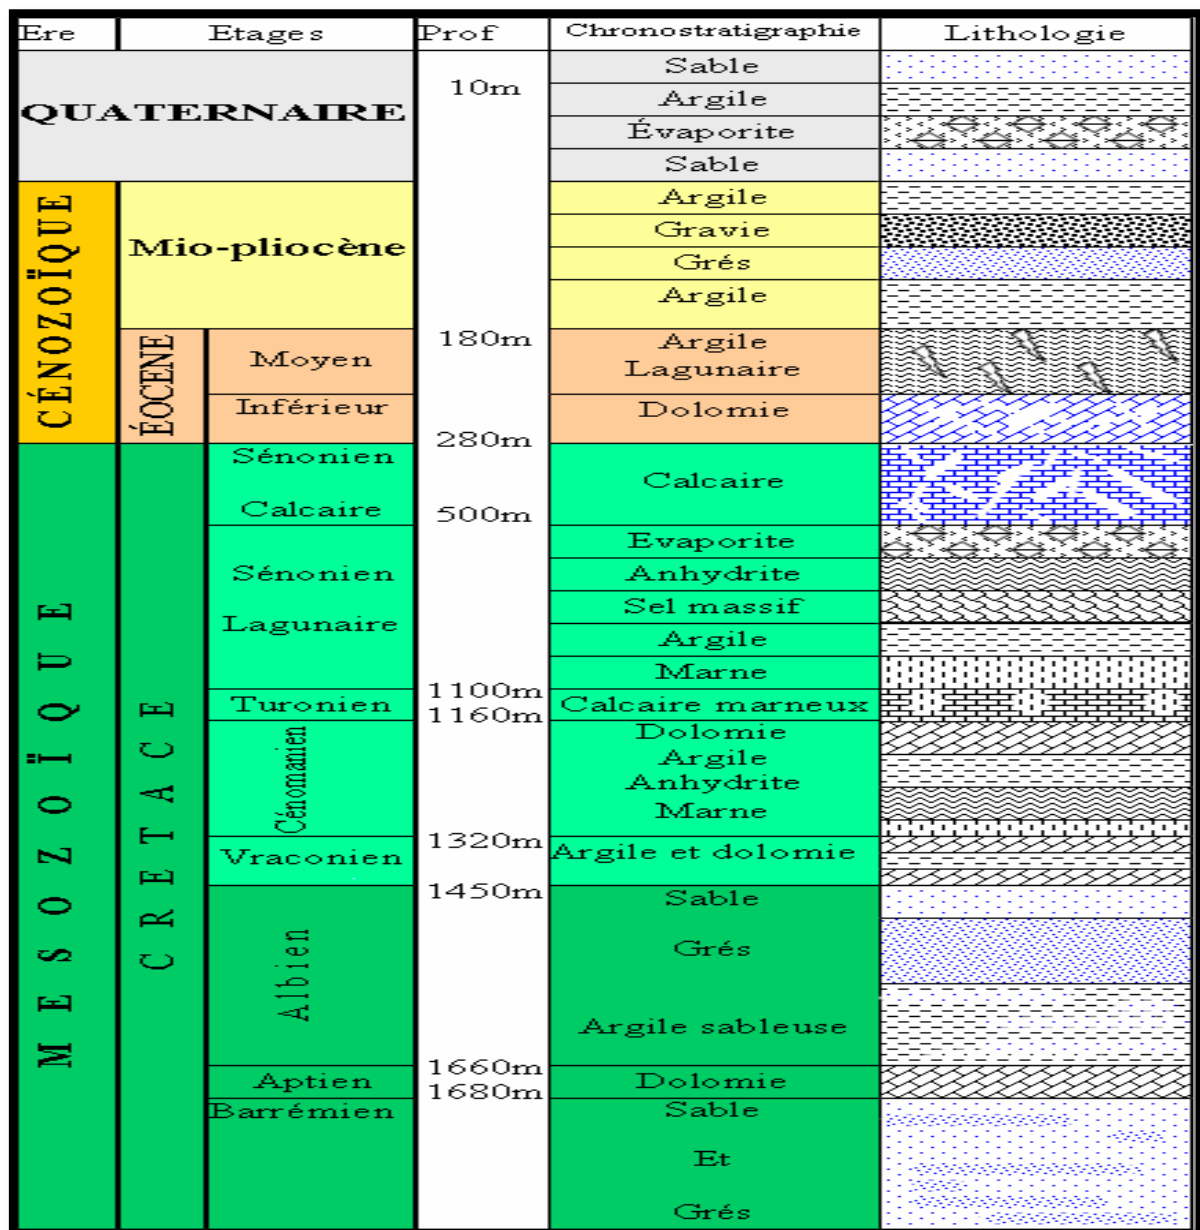 Ere Etages Prof Chronostratigraphie Lithologie
QUATERNAIRE
10m
Sable
Argile
Évaporite
Sable
CÉNOZOÏQUE
Mio-pliocène
Argile
Gravie
Grés
Argile
ÉOCENE
180m
Moyen
Argile
Lagunaire
Inférieur
Dolomie
280m
MESOZOÏQUE
CRETACE
Sénonien
Calcaire
Calcaire
500m
Sénonien
Lagunaire
Evaporite
Anhydrite
Sel massif
Argile
Marne
1100m
Turonien
Calcaire marneux
1160m
Cénomanien
Dolomie
Argile
Anhydrite
Marne
1320m
Vraconien
Argile et dolomie
1450m
Albien
Sable
Grés
Argile sableuse
1660m
Aptien
Dolomie
1680m
Barrémien
Sable
Et
Grés